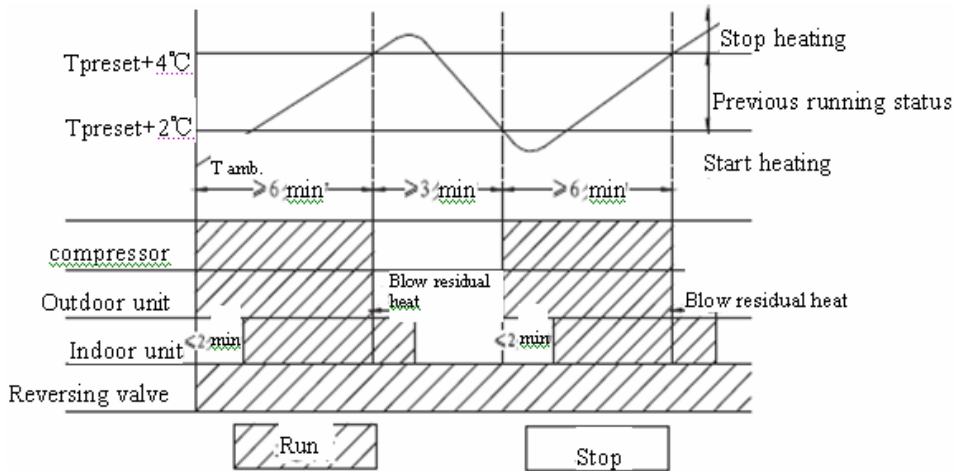 Stop heating
Tpreset+4℃
Previous running status
Tpreset+2℃
T amb.
Start heating
≥6 min
≥3 min
≥6 min
compressor
Blow residual
heat
Outdoor unit
Blow residual heat
≤2 min
≤2 min
Indoor unit
Reversing valve
Run
Stop